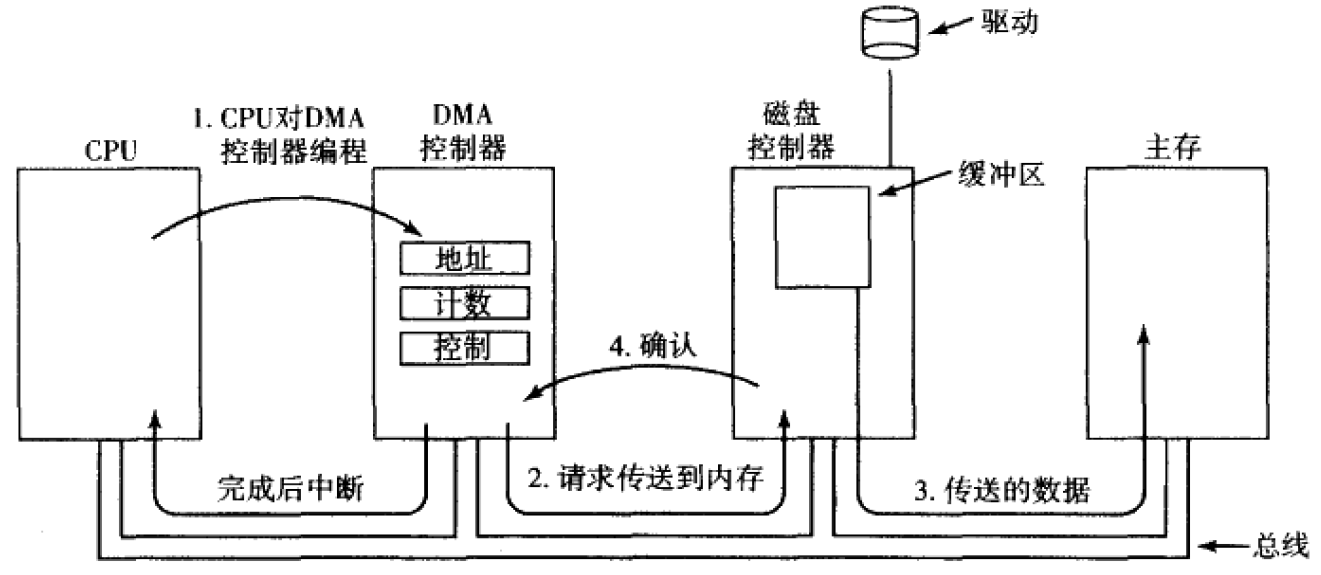 驱动
1. CPU对DMA
控制器编程
DMA
控制器
磁盘
控制器
CPU
主存
缓冲区
地址
计数
控制
4. 确认
完成后中断
2. 请求传送到内存
3. 传送的数据
总线